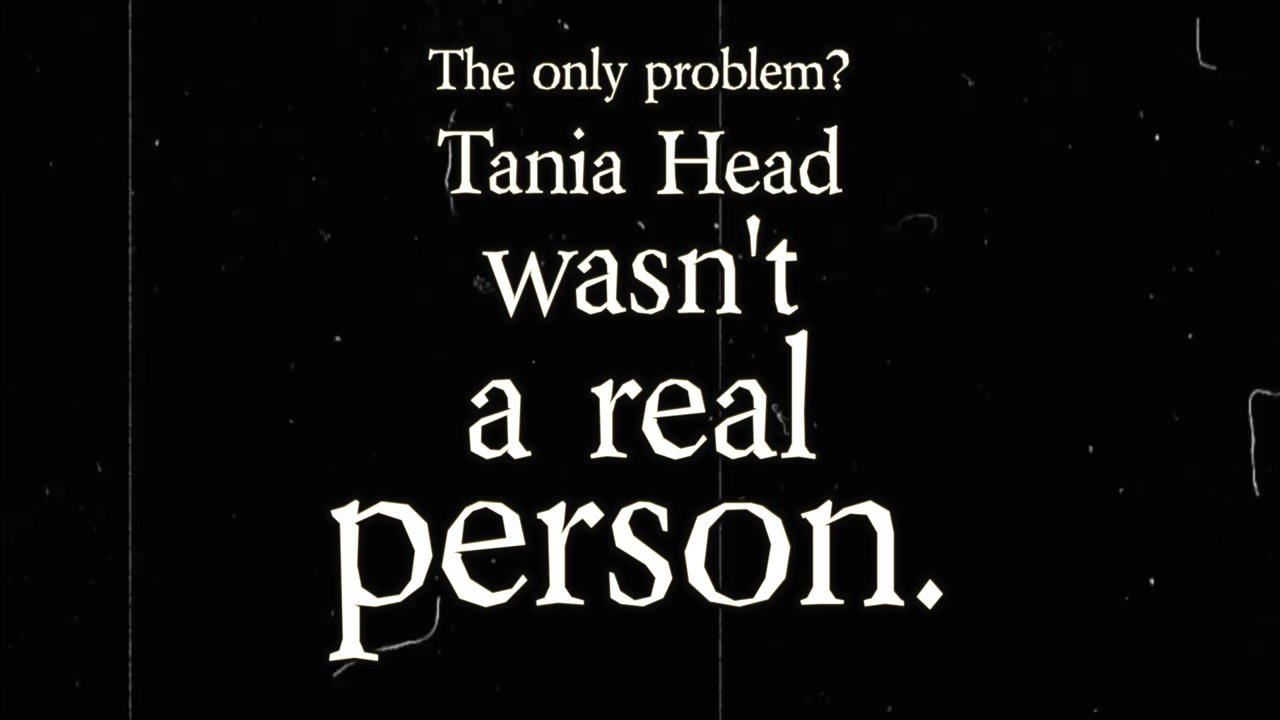 The only problem?
Tania Head
wasn't
a real
person.